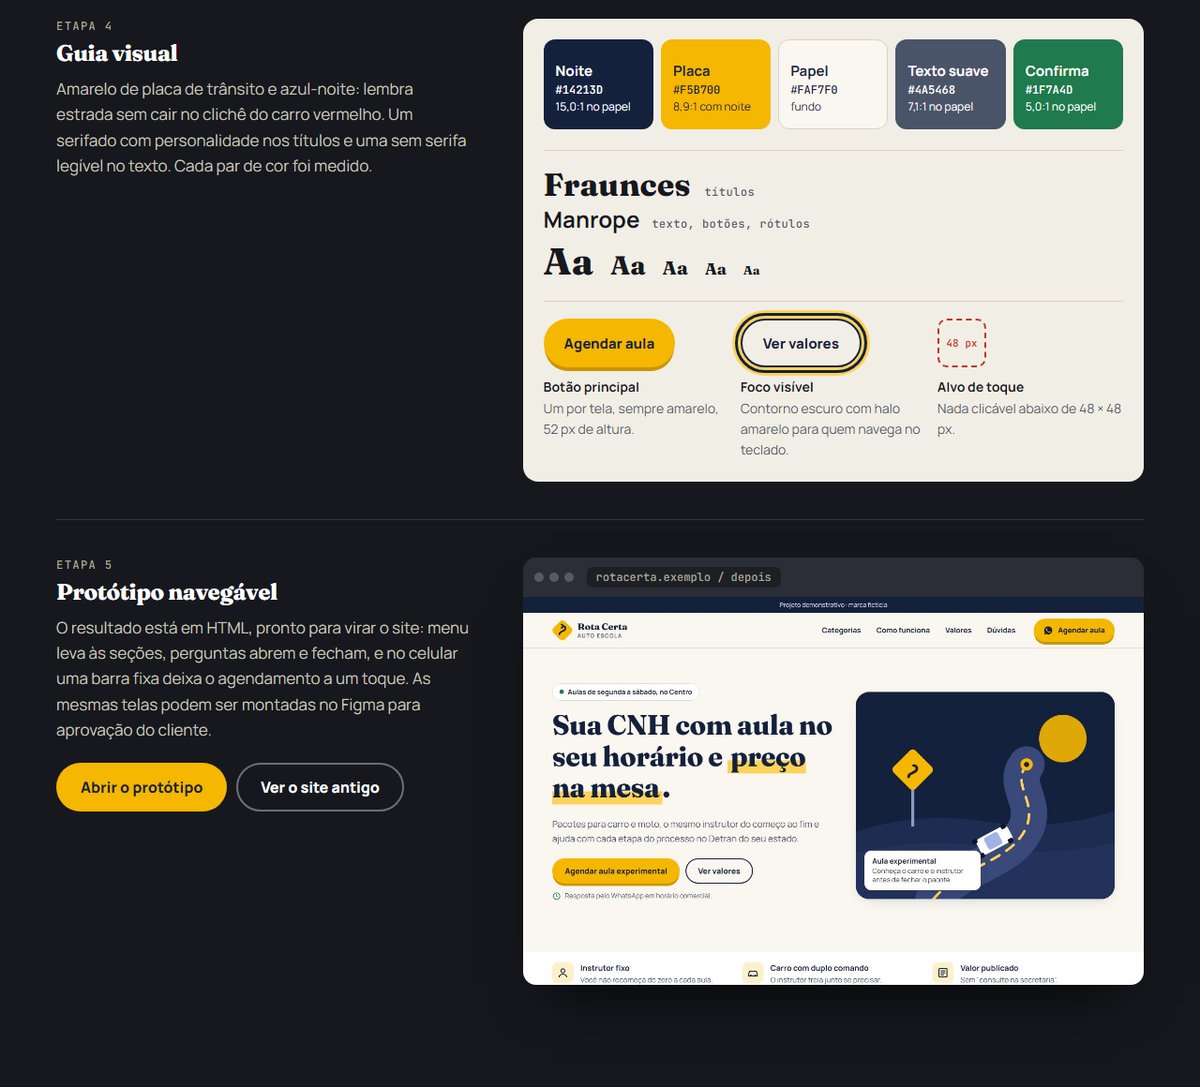 ETAPA 4
Guia visual
Amarelo de placa de trânsito e azul-noite: lembra
estrada sem cair no clichê do carro vermelho. Um
serifado com personalidade nos títulos e uma sem serifa
legível no texto. Cada par de cor foi medido.
Noite
#14213D
15,0:1 no papel
Placa
#F5B700
8,9:1 com noite
Papel
#FAF7F0
fundo
Texto suave
#4A5468
7,1:1 no papel
Confirma
#1F7A4D
5,0:1 no papel
Fraunces títulos
Manrope texto, botões, rótulos
Aa Aa Aa Aa Aa
Agendar aula
Botão principal
Um por tela, sempre amarelo,
52 px de altura.
Ver valores
Foco visível
Contorno escuro com halo
amarelo para quem navega no
teclado.
48 px
Alvo de toque
Nada clicável abaixo de 48 × 48
px.
ETAPA 5
Protótipo navegável
O resultado está em HTML, pronto para virar o site: menu
leva às seções, perguntas abrem e fecham, e no celular
uma barra fixa deixa o agendamento a um toque. As
mesmas telas podem ser montadas no Figma para
aprovação do cliente.
Abrir o protótipo
Ver o site antigo
rotacerta.exemplo / depois
Projeto demonstrativo · marca fictícia
Rota Certa
AUTO ESCOLA
Categorias Como funciona Valores Dúvidas Agendar aula
Aulas de segunda a sábado, no Centro
Sua CNH com aula no
seu horário e preço
na mesa.
Pacotes para carro e moto, o mesmo instrutor do começo ao fim e
ajuda com cada etapa do processo no Detran do seu estado.
Agendar aula experimental
Ver valores
Resposta pelo WhatsApp em horário comercial.
Aula experimental
Conheça o carro e o instrutor
antes de fechar o pacote.
Instrutor fixo
Você não recomeça do zero a cada aula.
Carro com duplo comando
O instrutor freia junto se precisar.
Valor publicado
Sem "consulte na secretaria".